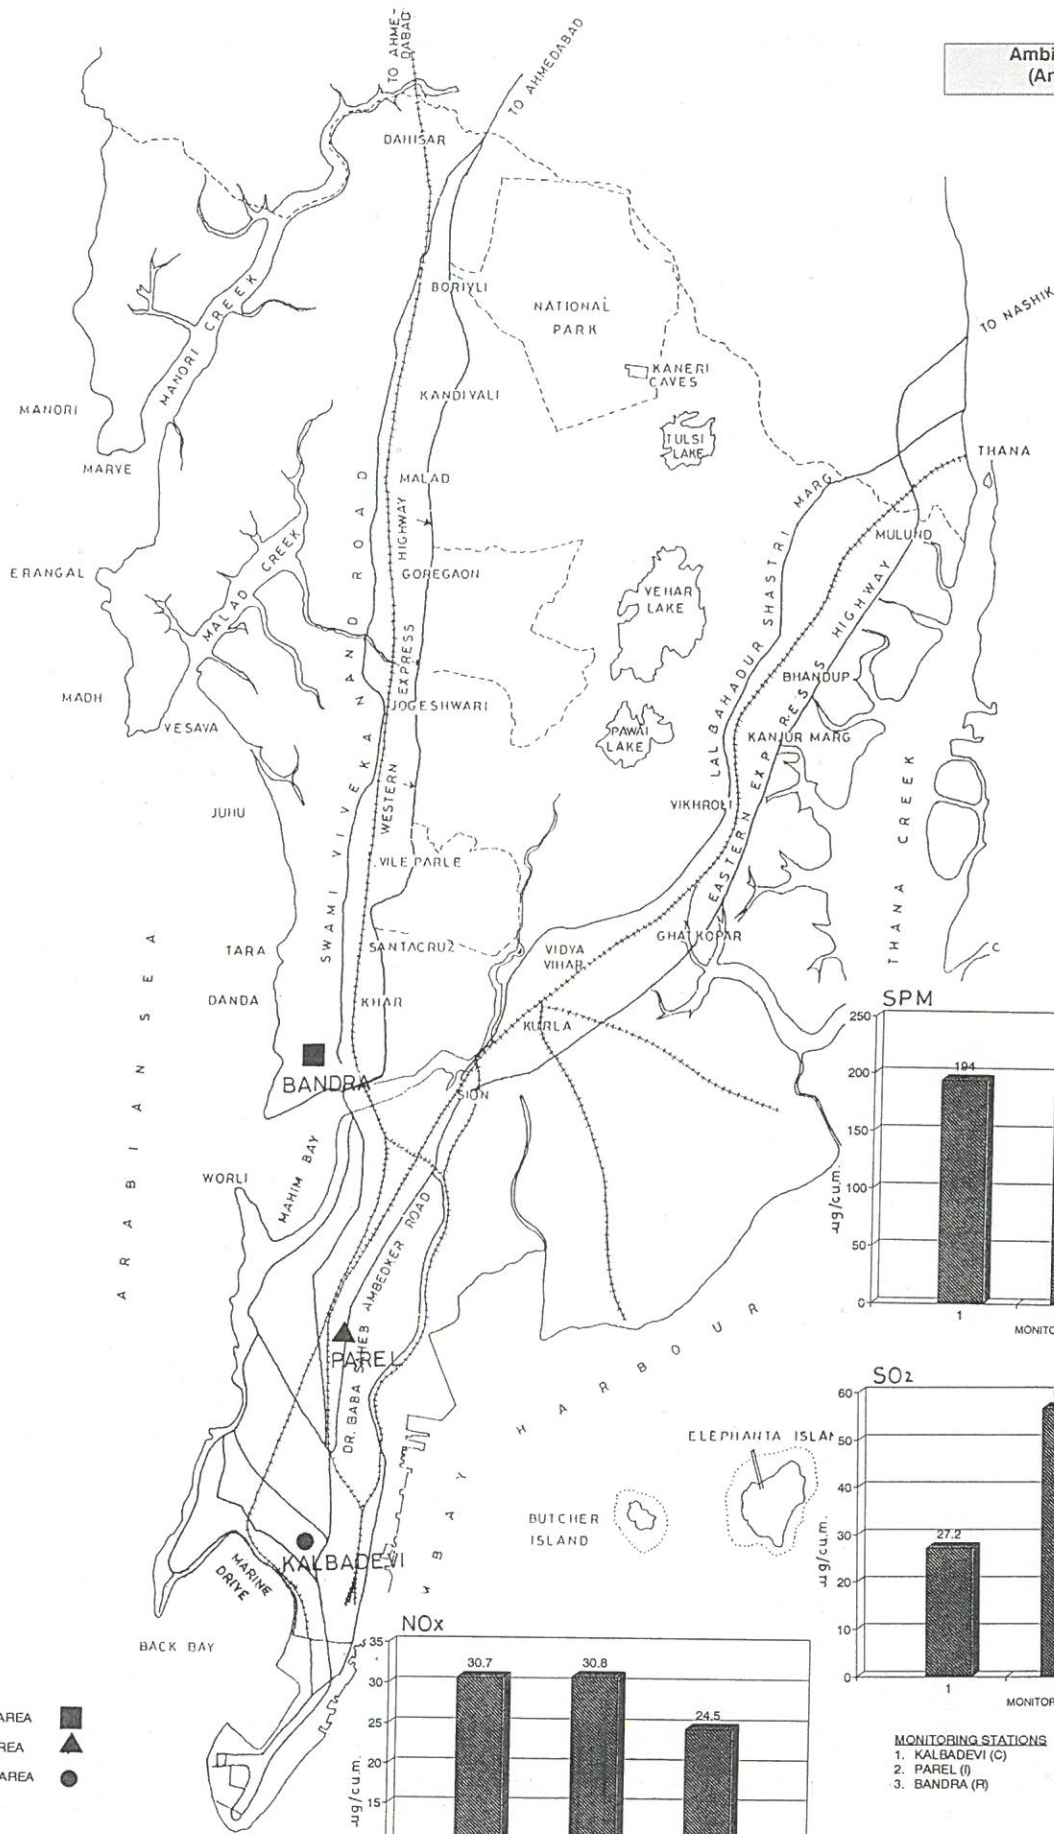 Ambi
(An
TO AHME-
DABAD
TO AHMEDABAD
DAHISAR
BORIVLI
NATIONAL
PARK
TO NASHIK
KANERI
CAVES
KANDIVALI
MANORI CREEK
MANORI
MARVE
TULSI
LAKE
THANA
MALAD
MULUND
ERANGAL
MALAD CREEK
GOREGAON
VEHAR
LAKE
LAL BAHADUR SHASTRI MARG
EASTERN EXPRESS HIGHWAY
WESTERN EXPRESS HIGHWAY
SWAMI VIVEKANAND ROAD
BHANDUP
MADH
VESAVA
JOGESHWARI
PAWAI
LAKE
KANJUR MARG
THANA CREEK
VIKHROLI
JUHU
VILE PARLE
GHATKOPAR
TARA
SANTACRUZ
VIDYA
VIHAR
DANDA
KHAR
KURLA
BANDRA
SION
ARABIAN SEA
WORLI
MAHIM BAY
DR. BABA SAHEB AMBEDKER ROAD
PAREL
MBAY HARBOUR
ELEPHANTA ISLAN
BUTCHER
ISLAND
KALBADEVI
MARINE
DRIVE
BACK BAY
AREA
REA
AREA
SPM
250
200
150
100
50
0
ug/cu.m.
194
1
MONITO
SO2
60
50
40
30
20
10
0
ug/cu.m.
27.2
1
MONITOR
NOx
35
30
25
20
15
ug/cu.m.
30.7
30.8
24.5
MONITORING STATIONS
1. KALBADEVI (C)
2. PAREL (I)
3. BANDRA (R)